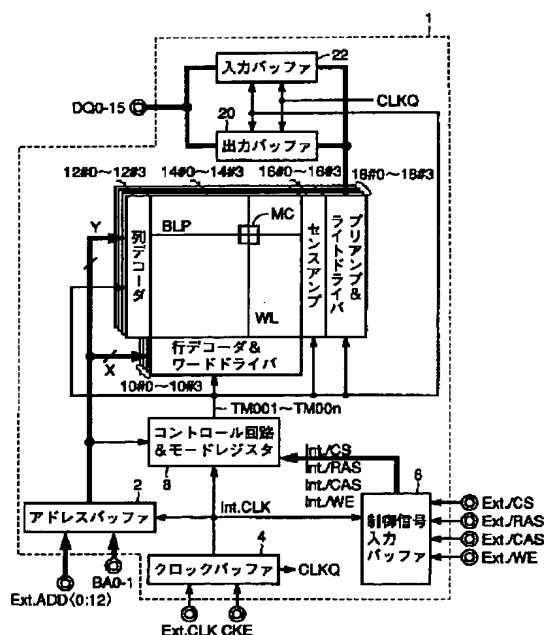 1
入力バッファ
22
DQ0-15
CLKQ
20
出力バッファ
12#0～12#3
14#0～14#3
16#0～16#3
18#0～18#3
Y
列デコーダ
BLP
MC
WL
センスアンプ
プリアンプ&
ライトドライバ
X
行デコーダ&
ワードドライバ
10#0～10#3
TM001～TM00n
コントロール回路
&モードレジスタ
8
Int./CS
Int./RAS
Int./CAS
Int./WE
2
アドレスバッファ
Int.CLK
6
制御信号
入力
バッファ
Ext./CS
Ext./RAS
Ext./CAS
Ext./WE
4
クロックバッファ
CLKQ
BA0-1
Ext.ADD〈0:12〉
Ext.CLK
CKE